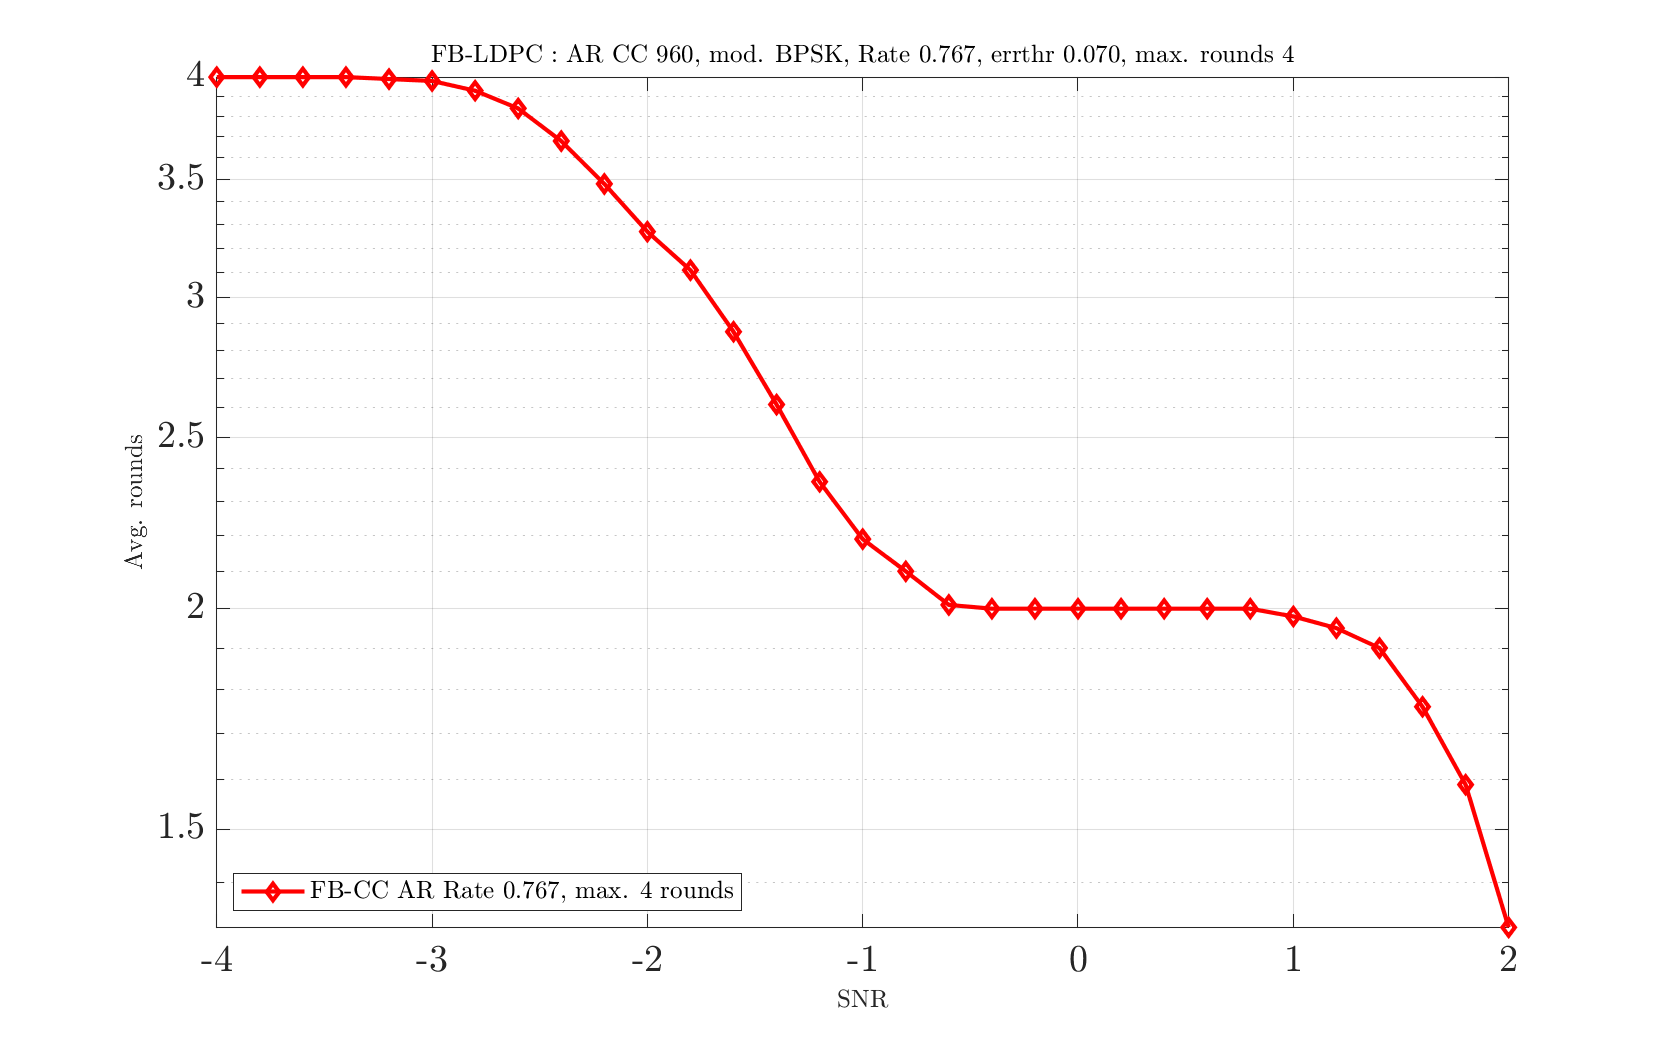 FB-LDPC : AR CC 960, mod. BPSK, Rate 0.767, errthr 0.070, max. rounds 4
4
3.5
3
2.5
2
1.5
Avg. rounds
FB-CC AR Rate 0.767, max. 4 rounds
-4 -3 -2 -1 0 1 2
SNR